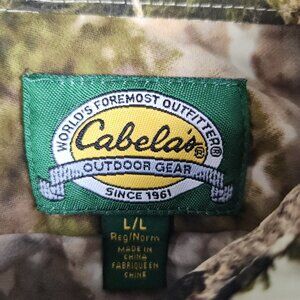 WORLD'S FOREMOST OUTFITTER®
Cabela's®
OUTDOOR GEAR
SINCE 1961
L/L
Reg/Norm
MADE IN
CHINA
FABRIQUÉ EN
CHINE